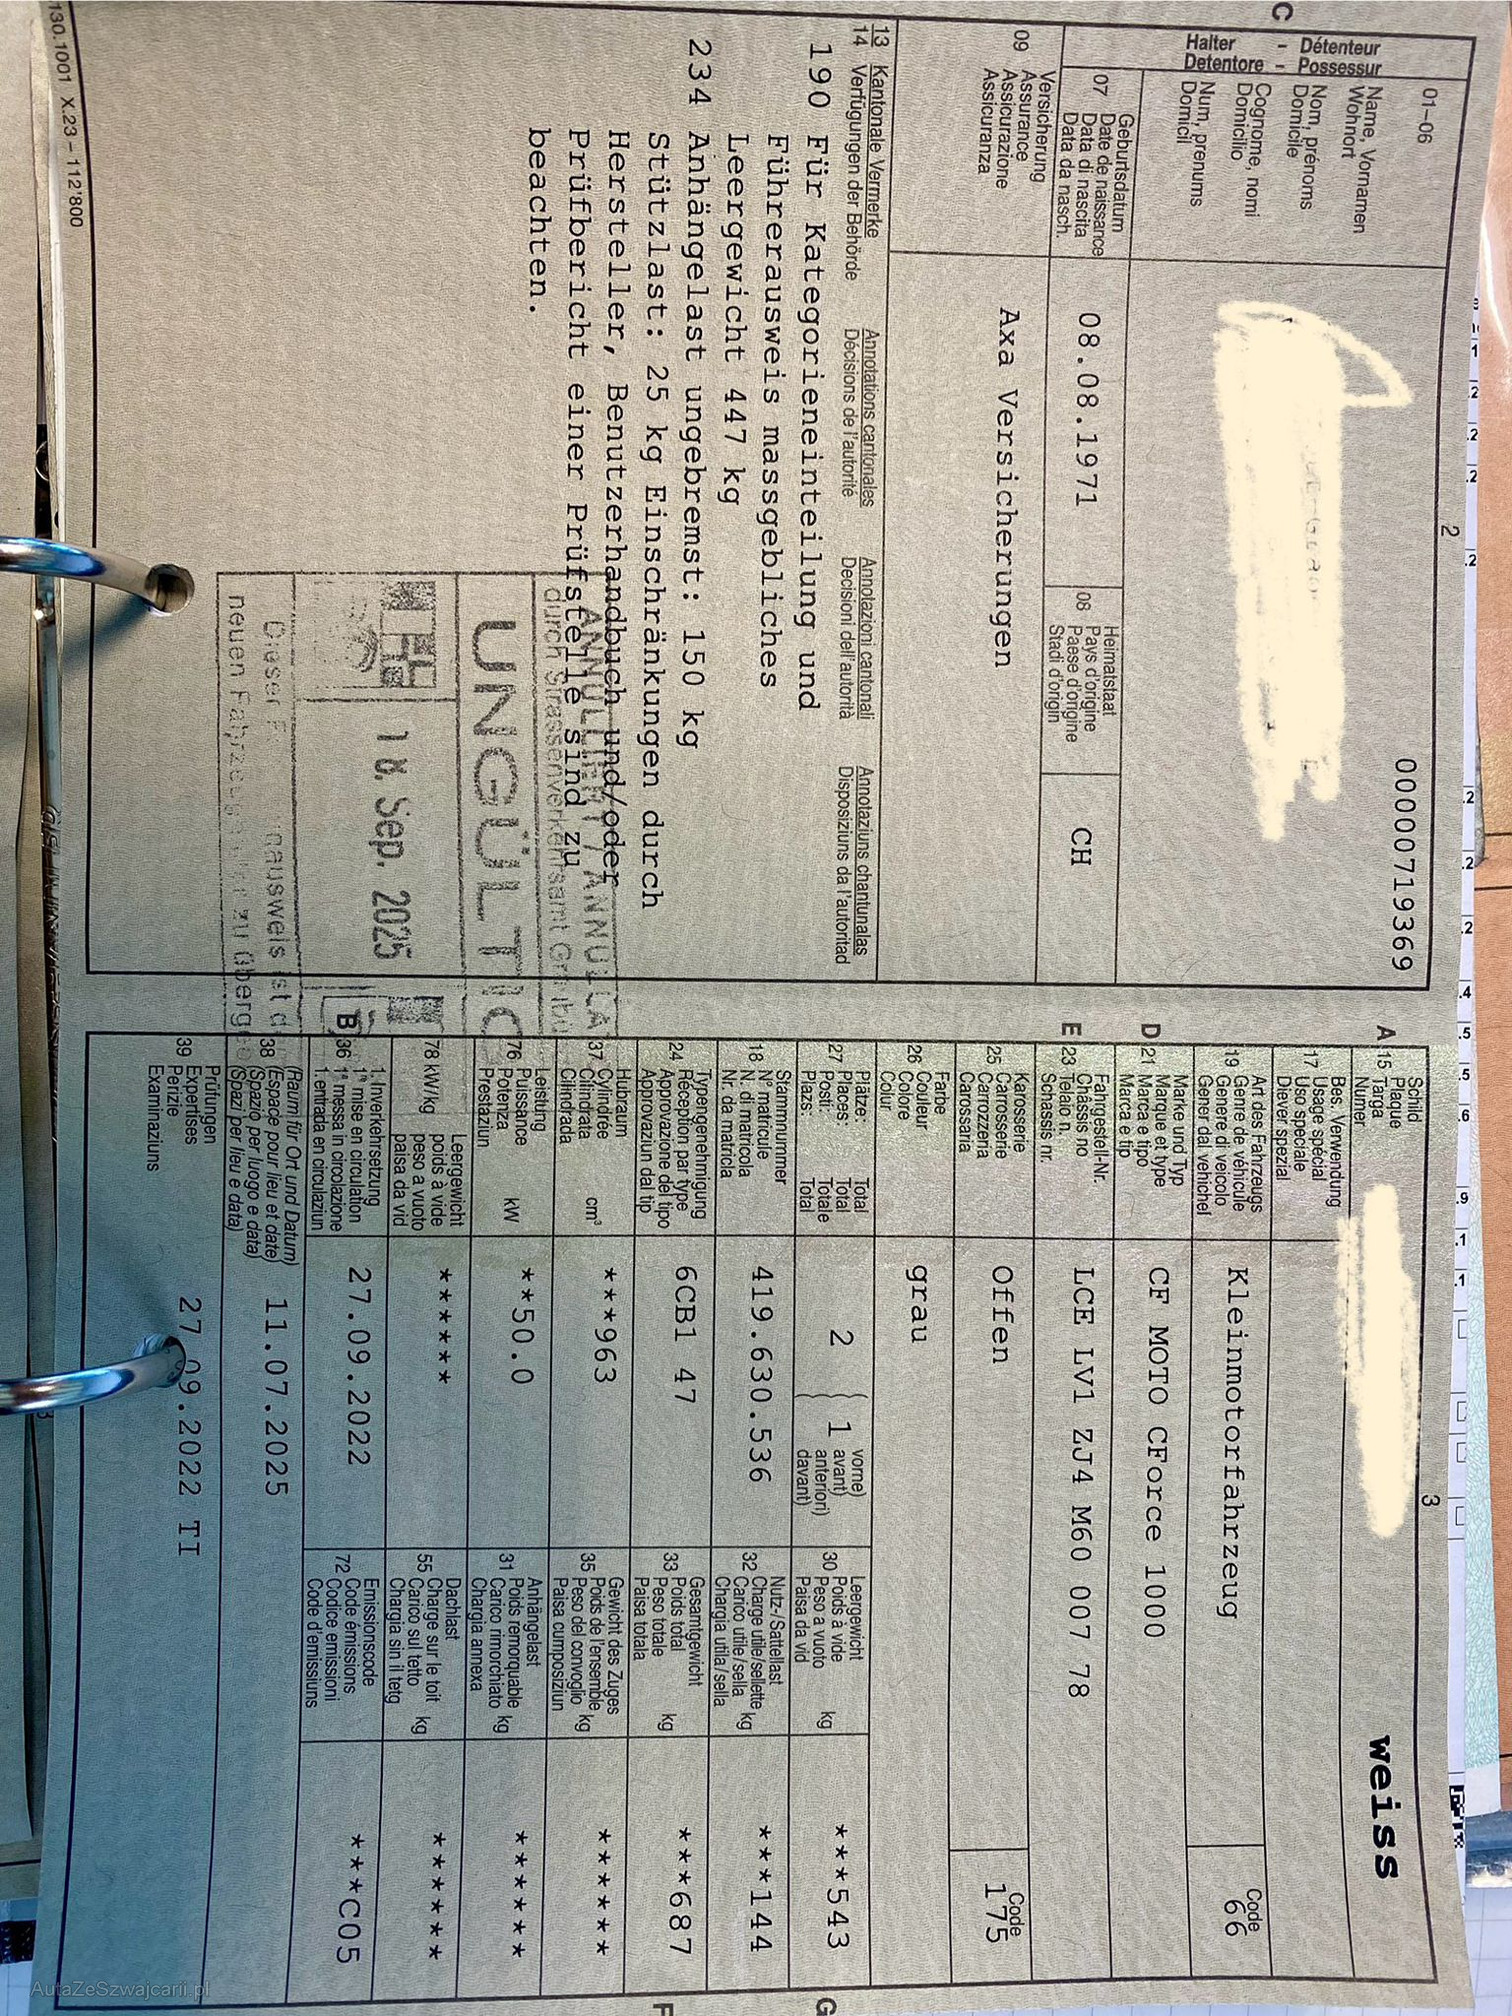 2
C
Halter - Détenteur
Detentore - Possessur
01–06
Name, Vornamen
Wohnort
Nom, prénoms
Domicile
Cognome, nomi
Domicilio
Num, prenums
Domicil
0000719369
07
Geburtsdatum
Date de naissance
Data di nascita
Data da nasch.
08.08.1971
08
Heimatstaat
Pays d'origine
Paese d'origine
Stadi d'origin
CH
09
Versicherung
Assurance
Assicurazione
Assicuranza
Axa Versicherungen
13 Kantonale Vermerke Annotations cantonales Annotazioni cantonali Annotaziuns chantunalas
14 Verfügungen der Behörde Décisions de l'autorité Decisioni dell'autorità Disposiziuns da l'autoritad
190 Für Kategorieneinteilung und
Führerausweis massgebliches
Leergewicht 447 kg
234 Anhängelast ungebremst: 150 kg
Stützlast: 25 kg Einschränkungen durch
Hersteller, Benutzerhandbuch und/oder
Prüfbericht einer Prüfstelle sind zu
beachten.
durch Strassenverkehrsamt
UNGÜLTIG
18. Sep. 2025
Dieser
ausweis ist
neuen
130.1001 X.23 – 112'800
3
A 15
Schild
Plaque
Targa
Numer
weiss
17
Bes. Verwendung
Usage spécial
Uso speciale
Diever spezial
19
Art des Fahrzeugs
Genre de véhicule
Genere di veicolo
Gener dal vehichel
Kleinmotorfahrzeug
Code
66
D 21
Marke und Typ
Marque et type
Marca e tipo
Marca e tip
CF MOTO CForce 1000
E 23
Fahrgestell-Nr.
Châssis no
Telaio n.
Schassis nr.
LCE LV1 ZJ4 M60 007 78
25
Karosserie
Carrosserie
Carrozzeria
Carossaria
Offen
Code
175
26
Farbe
Couleur
Colore
Colur
grau
27
Plätze: Total
Places: Total
Posti: Totale
Plazs: Total
2
1
vorne)
avant)
anteriori)
davant)
30
Leergewicht
Poids à vide
Peso a vuoto
Paisa da vid
kg
***543
G
18
Stammnummer
N° matricule
N. di matricola
Nr. da matricla
419.630.536
32
Nutz-/Sattellast
Charge utile/sellette
Carico utile/sella
Chargia utila/sella
kg
***144
24
Typengenehmigung
Réception par type
Approvazione del tipo
Approvaziun dal tip
6CB1 47
33
Gesamtgewicht
Poids total
Peso totale
Paisa totala
kg
***687
F
37
Hubraum
Cylindrée
Cilindrata
Cilindrada
cm³
***963
35
Gewicht des Zuges
Poids de l'ensemble
Peso del convoglio
Paisa cumposiziun
kg
******
76
Leistung
Puissance
Potenza
Prestaziun
kW
**50.0
31
Anhängelast
Poids remorquable
Carico rimorchiato
Chargia annexa
kg
******
78 kW/kg
Leergewicht
poids à vide
peso a vuoto
paisa da vid
******
55
Dachlast
Charge sur le toit
Carico sul tetto
Chargia sin il tetg
kg
******
B 36
1. Inverkehrsetzung
1re mise en circulation
1a messa in circolazione
1. entrada en circulaziun
27.09.2022
72
Emissionscode
Code émissions
Codice emissioni
Code d'emissiuns
***C05
38
(Raum für Ort und Datum)
(Espace pour lieu et date)
(Spazio per luogo e data)
(Spazi per lieu e data)
11.07.2025
39
Prüfungen
Expertises
Perizie
Examinaziuns
27.09.2022 TI
AutaZeSzwajcarii.pl